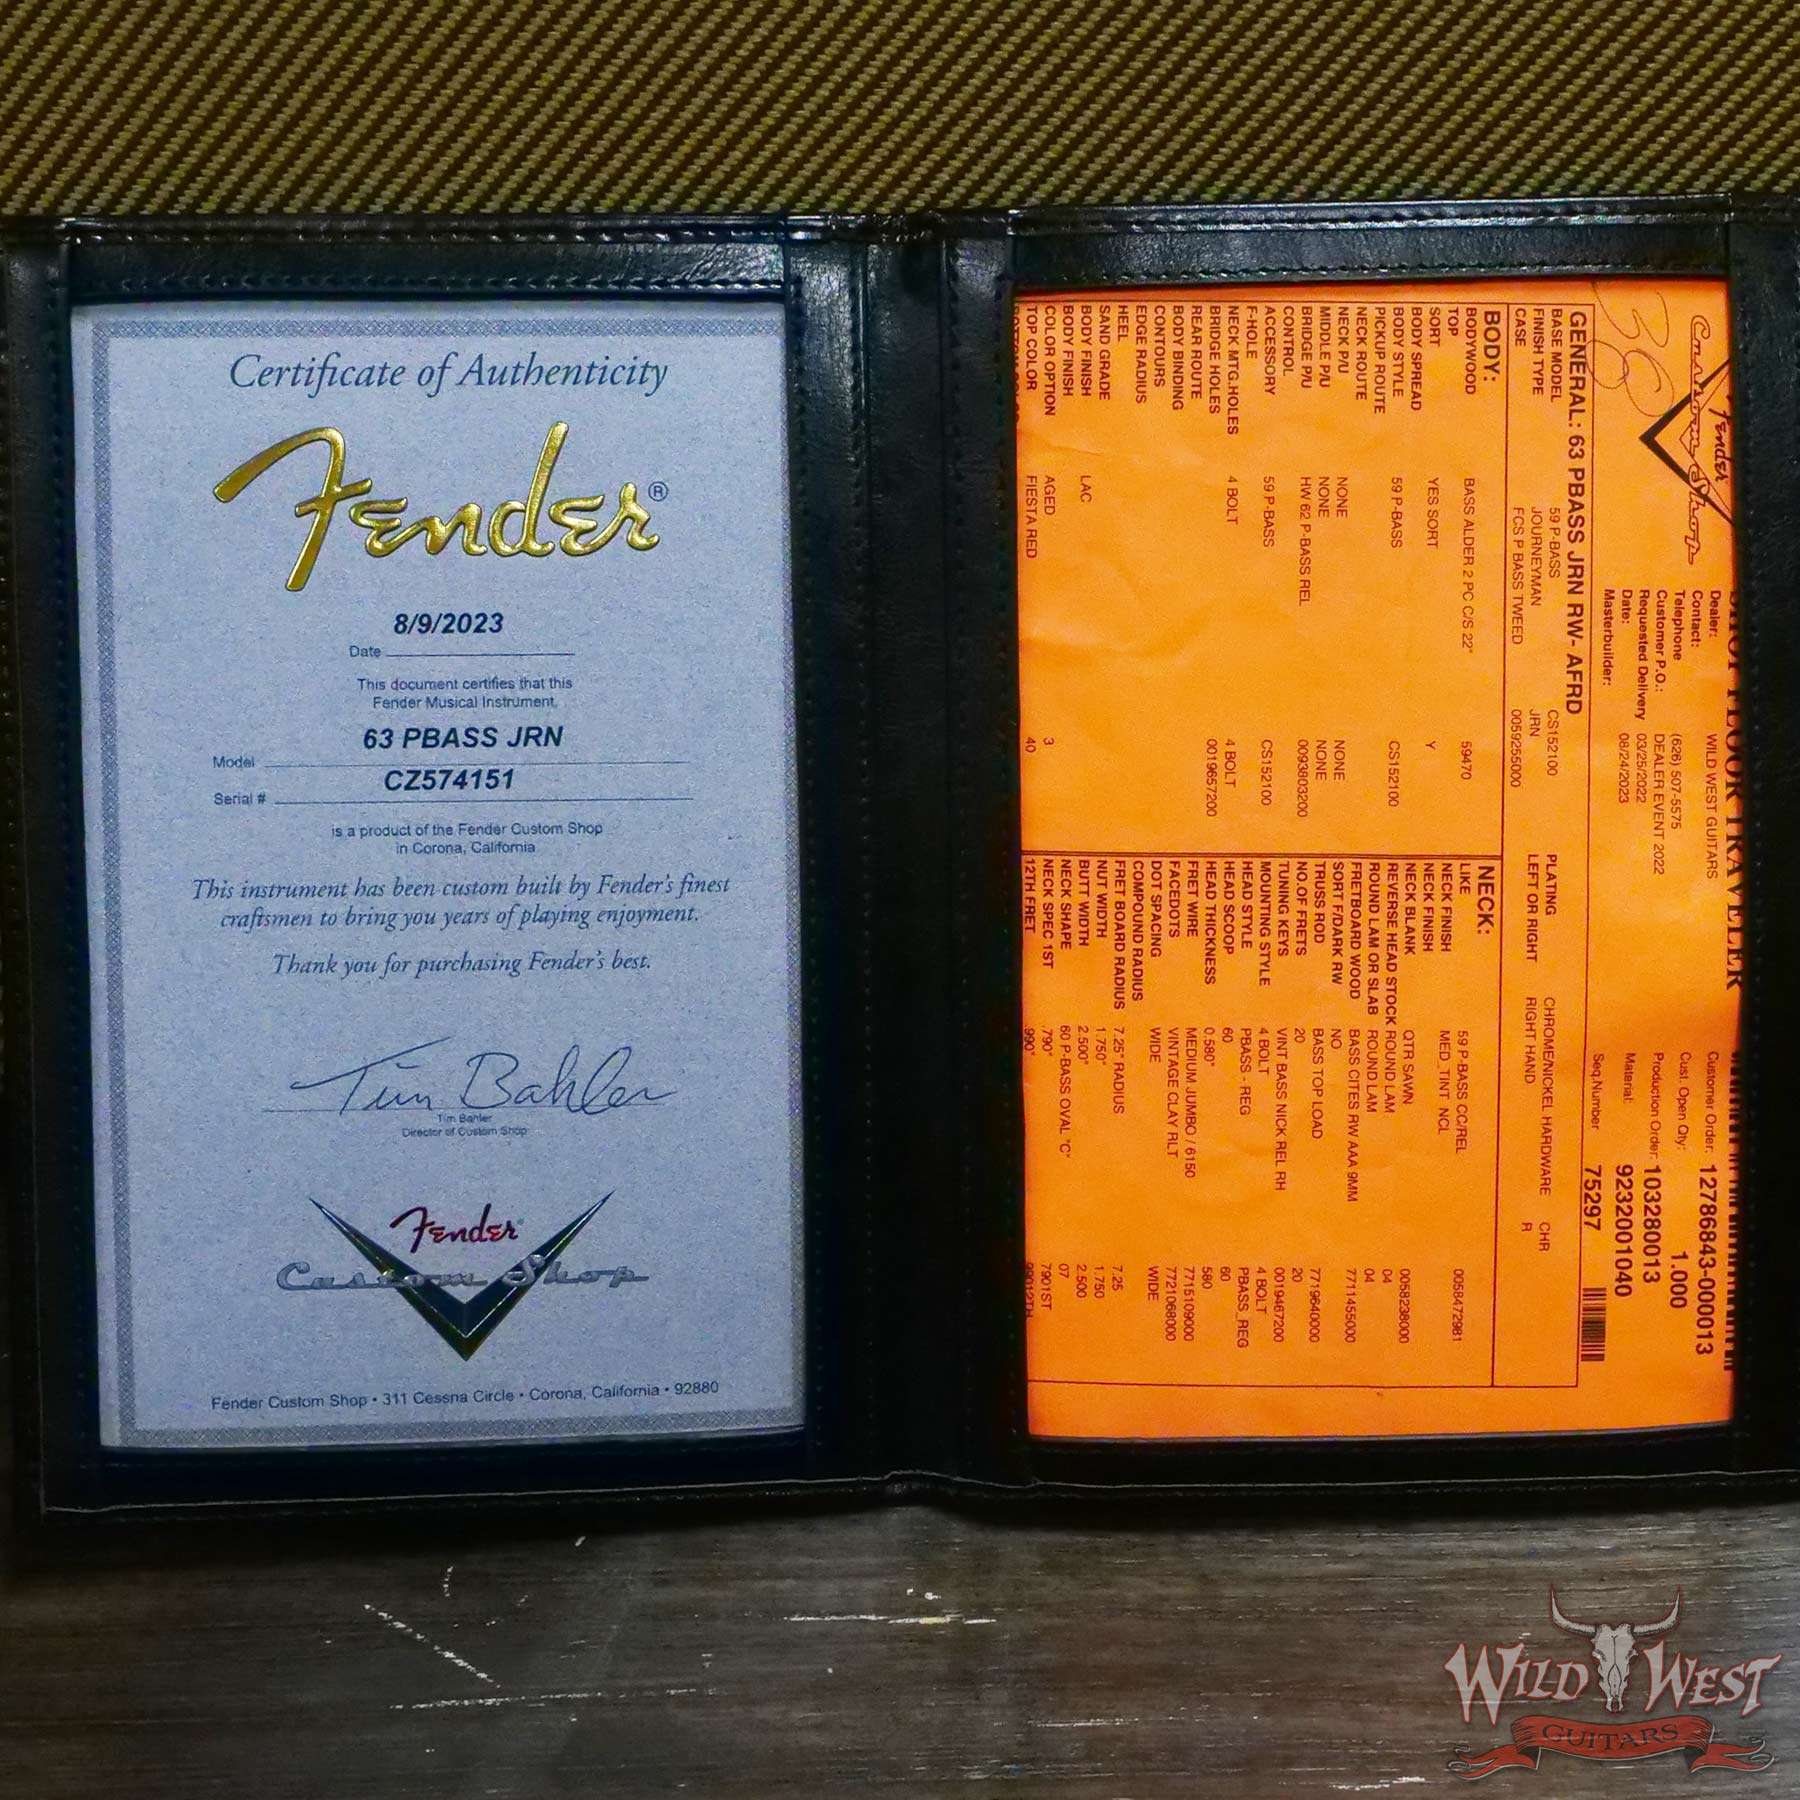 Certificate of Authenticity
Fender®
8/9/2023
Date
This document certifies that this
Fender Musical Instrument,
63 PBASS JRN
Model
CZ574151
Serial #
is a product of the Fender Custom Shop
in Corona, California
This instrument has been custom built by Fender's finest
craftsmen to bring you years of playing enjoyment.
Thank you for purchasing Fender's best.
Tim Bahler
Tim Bahler
Director of Custom Shop
Fender
Custom Shop
Fender Custom Shop • 311 Cessna Circle • Corona, California • 92880
38
Fender
Custom Shop
SHOP FLOOR TRAVELER
Dealer: WILD WEST GUITARS
Contact:
Telephone (626) 507-5575
Customer P.O.: DEALER EVENT 2022
Requested Delivery 03/25/2022
Date: 08/24/2023
Masterbuilder:
Customer Order: 12786843-000013
Cust. Open Qty: 1.000
Production Order: 103280013
Material: 9232001040
Seq.Number 75297
GENERAL: 63 PBASS JRN RW- AFRD
BASE MODEL 59 P-BASS CS152100 PLATING CHROME/NICKEL HARDWARE CHR
FINISH TYPE JOURNEYMAN JRN LEFT OR RIGHT RIGHT HAND R
CASE FCS P BASS TWEED 0059255000
BODY:
BODYWOOD BASS ALDER 2 PC C/S 22" 59470
TOP
SORT YES SORT Y
BODY SPREAD
BODY STYLE 59 P-BASS CS152100
PICKUP ROUTE
NECK ROUTE
NECK P/U NONE NONE
MIDDLE P/U NONE NONE
BRIDGE P/U HW 62 P-BASS REL 0093803200
CONTROL
ACCESSORY 59 P-BASS CS152100
F-HOLE
NECK MTG.HOLES 4 BOLT 4 BOLT
BRIDGE HOLES 0019657200
REAR ROUTE
BODY BINDING
CONTOURS
EDGE RADIUS
HEEL
SAND GRADE
BODY FINISH LAC
BODY FINISH
COLOR OPTION AGED 3
TOP COLOR FIESTA RED 40
NECK:
LIKE 59 P-BASS CC/REL 0058472981
NECK FINISH MED_TINT NCL
NECK FINISH
NECK BLANK QTR SAWN 0058238000
REVERSE HEAD STOCK ROUND LAM 04
ROUND LAM OR SLAB ROUND LAM 04
FRETBOARD WOOD BASS CITES RW AAA 9MM 7711455000
SORT F/DARK RW NO
TRUSS ROD BASS TOP LOAD 7719640000
NO.OF FRETS 20 20
TUNING KEYS VINT BASS NICK REL RH 0019467200
MOUNTING STYLE 4 BOLT 4 BOLT
HEAD STYLE PBASS - REG PBASS_REG
HEAD SCOOP 60 60
HEAD THICKNESS 0.580" 580
FRET WIRE MEDIUM JUMBO / 6150 7715109000
FACEDOTS VINTAGE CLAY RLT 7721068000
DOT SPACING WIDE WIDE
COMPOUND RADIUS
FRET BOARD RADIUS 7.25" RADIUS 7.25
NUT WIDTH 1.750" 1.750
BUTT WIDTH 2.500" 2.500
NECK SHAPE 60 P-BASS OVAL "C" 07
NECK SPEC 1ST .790" 7901ST
12TH FRET .990" 99012TH
WILD WEST
GUITARS